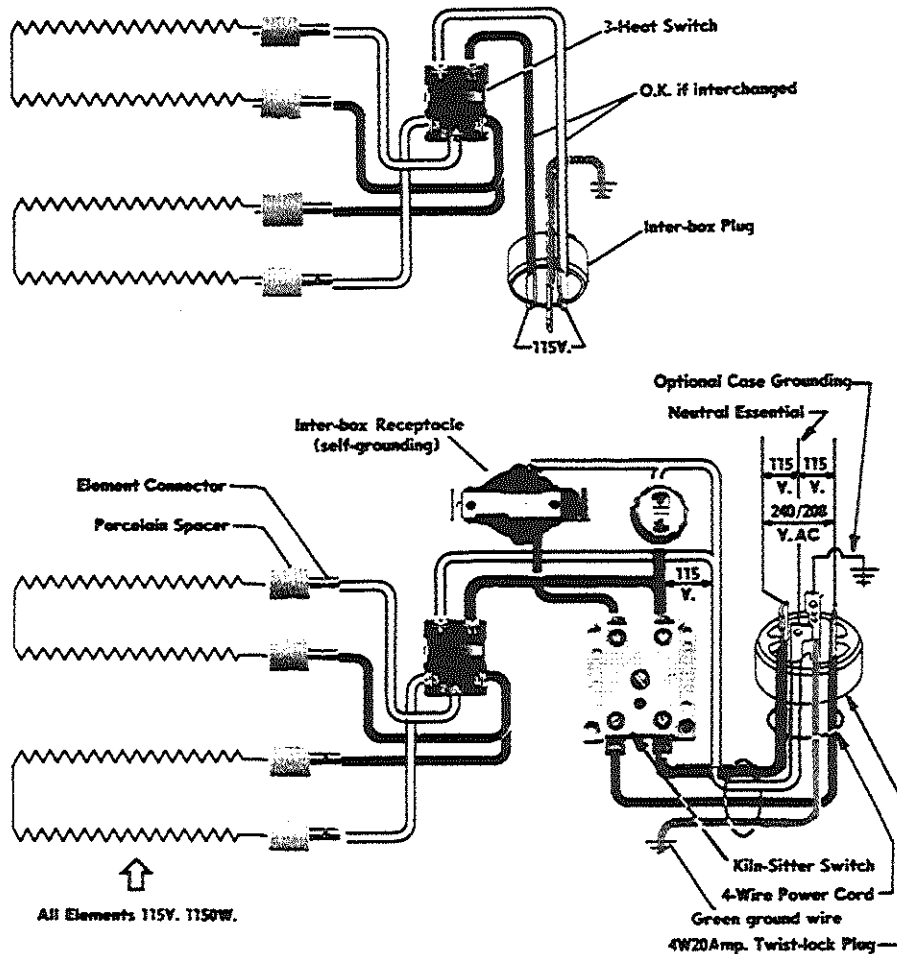 3-Heat Switch
O.K. if interchanged
Inter-box Plug
115V.
Optional Case Grounding
Neutral Essential
Inter-box Receptacle
(self-grounding)
115 115
V. V.
240/208
V. AC
Element Connector
Porcelain Spacer
115
V.
Kiln-Sitter Switch
4-Wire Power Cord
Green ground wire
4W20Amp. Twist-lock Plug
All Elements 115V. 1150W.